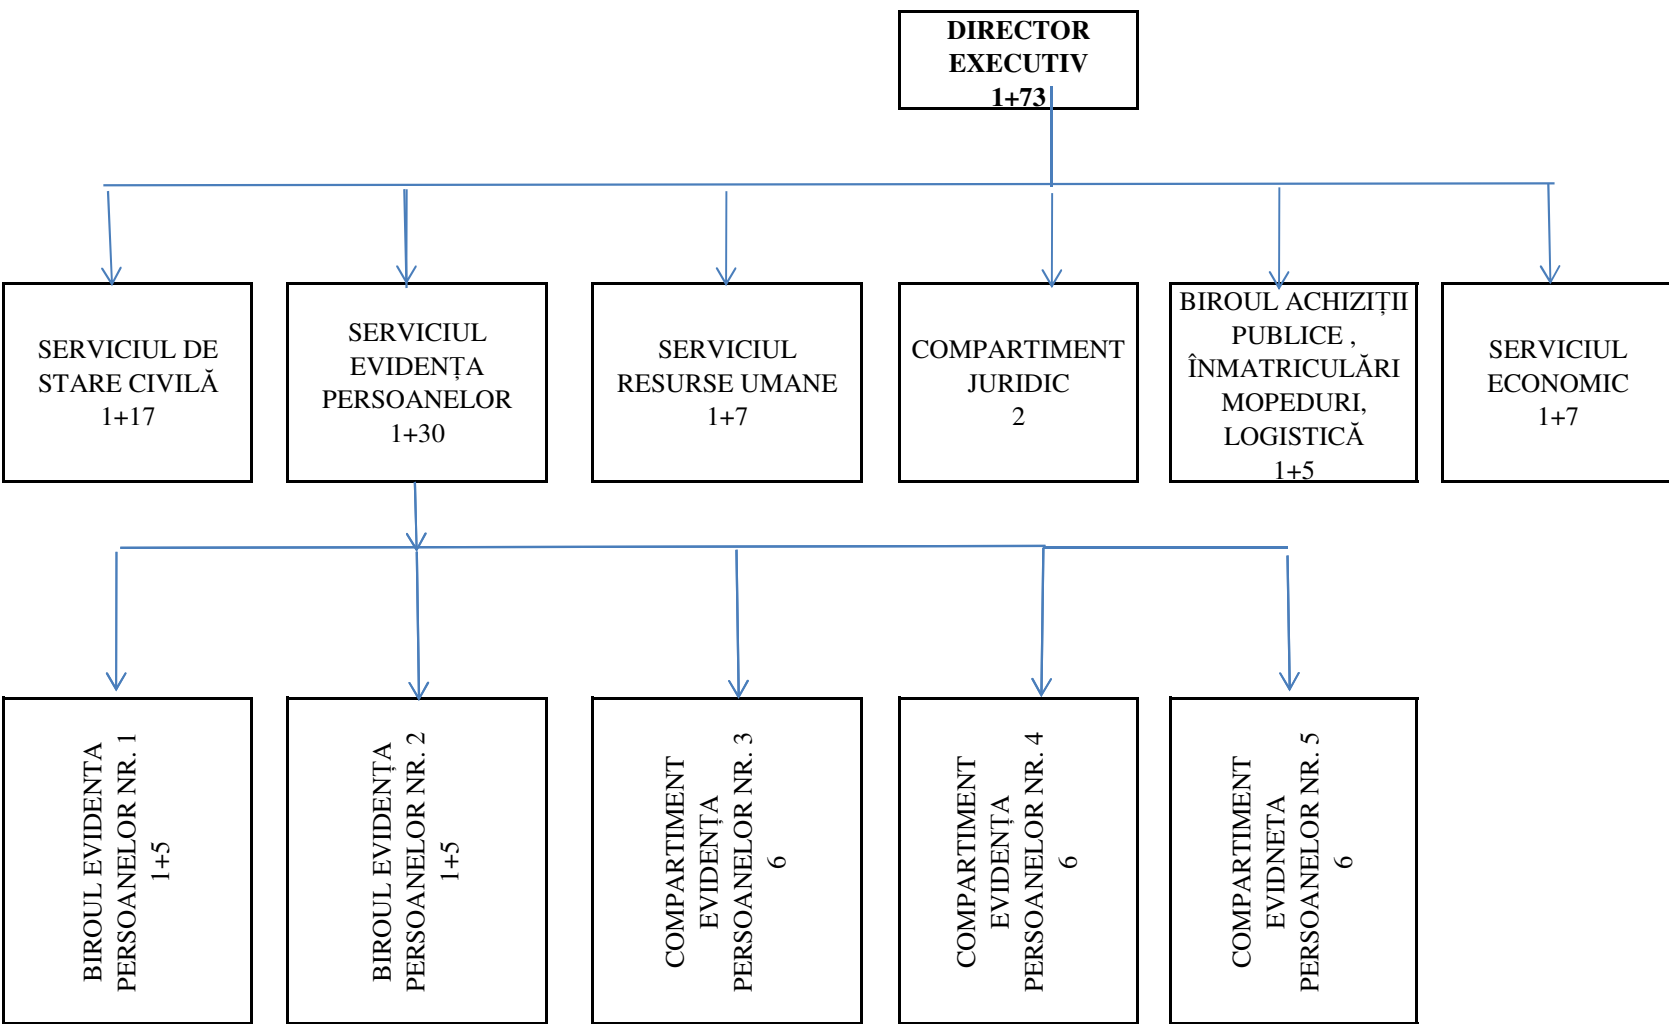 DIRECTOR
EXECUTIV
1+73
SERVICIUL DE
STARE CIVILĂ
1+17
SERVICIUL
EVIDENȚA
PERSOANELOR
1+30
SERVICIUL
RESURSE UMANE
1+7
COMPARTIMENT
JURIDIC
2
BIROUL ACHIZIȚII
PUBLICE ,
ÎNMATRICULĂRI
MOPEDURI,
LOGISTICĂ
1+5
SERVICIUL
ECONOMIC
1+7
BIROUL EVIDENTA
PERSOANELOR NR. 1
1+5
BIROUL EVIDENȚA
PERSOANELOR NR. 2
1+5
COMPARTIMENT
EVIDENȚA
PERSOANELOR NR. 3
6
COMPARTIMENT
EVIDENȚA
PERSOANELOR NR. 4
6
COMPARTIMENT
EVIDNETA
PERSOANELOR NR. 5
6